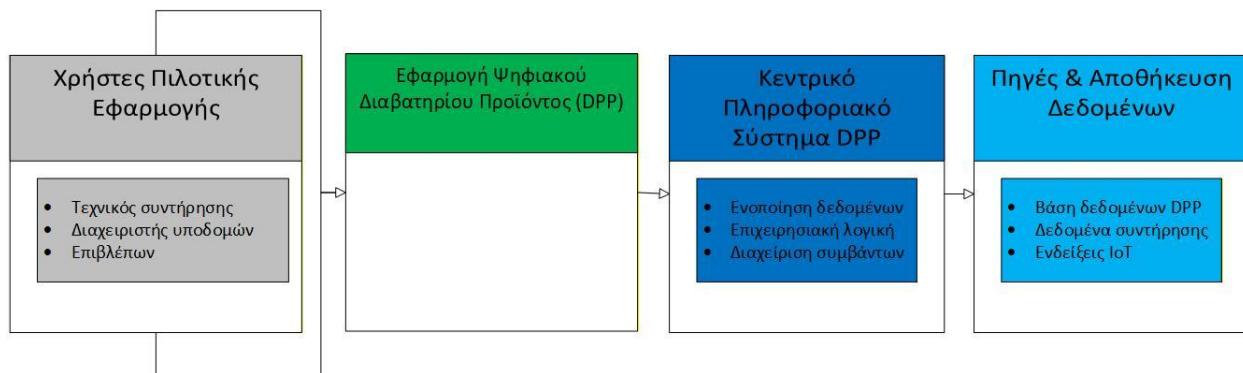 Χρήστες Πιλοτικής
Εφαρμογής
• Τεχνικός συντήρησης
• Διαχειριστής υποδομών
• Επιβλέπων
Εφαρμογή Ψηφιακού
Διαβατηρίου Προϊόντος (DPP)
Κεντρικό
Πληροφοριακό
Σύστημα DPP
• Ενοποίηση δεδομένων
• Επιχειρησιακή λογική
• Διαχείριση συμβάντων
Πηγές & Αποθήκευση
Δεδομένων
• Βάση δεδομένων DPP
• Δεδομένα συντήρησης
• Ενδείξεις IoT